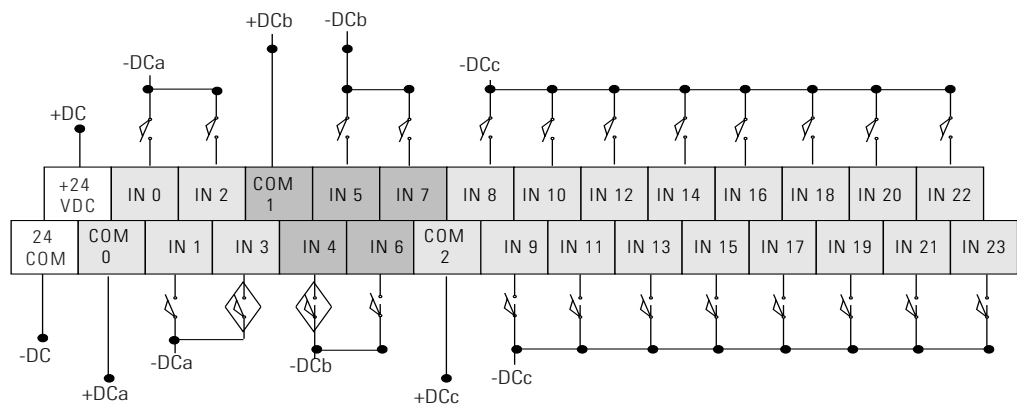 +DCb
-DCb
-DCa
-DCc
+DC
+24 VDC
IN 0
IN 2
COM 1
IN 5
IN 7
IN 8
IN 10
IN 12
IN 14
IN 16
IN 18
IN 20
IN 22
24 COM
COM 0
IN 1
IN 3
IN 4
IN 6
COM 2
IN 9
IN 11
IN 13
IN 15
IN 17
IN 19
IN 21
IN 23
-DC
-DCa
-DCb
-DCc
+DCa
+DCc